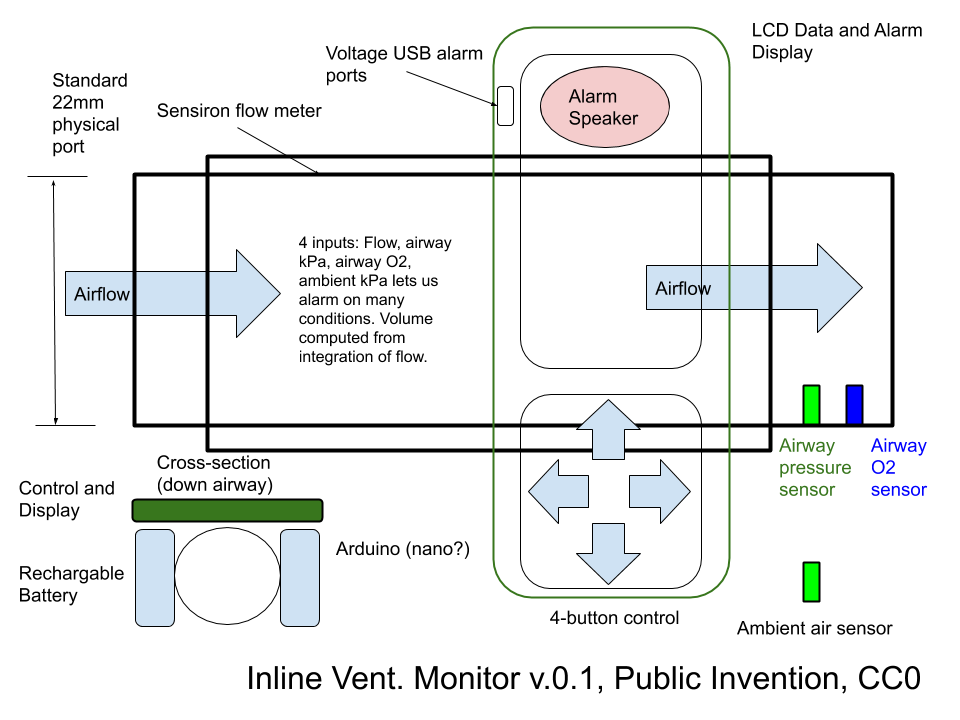 LCD Data and Alarm
Display
Voltage USB alarm
ports
Standard
22mm
physical
port
Sensiron flow meter
Alarm
Speaker
4 inputs: Flow, airway
kPa, airway O2,
ambient kPa lets us
alarm on many
conditions. Volume
computed from
integration of flow.
Airflow
Airflow
Airway
pressure
sensor
Airway
O2
sensor
Cross-section
(down airway)
Control and
Display
Arduino (nano?)
Rechargable
Battery
4-button control
Ambient air sensor
Inline Vent. Monitor v.0.1, Public Invention, CC0